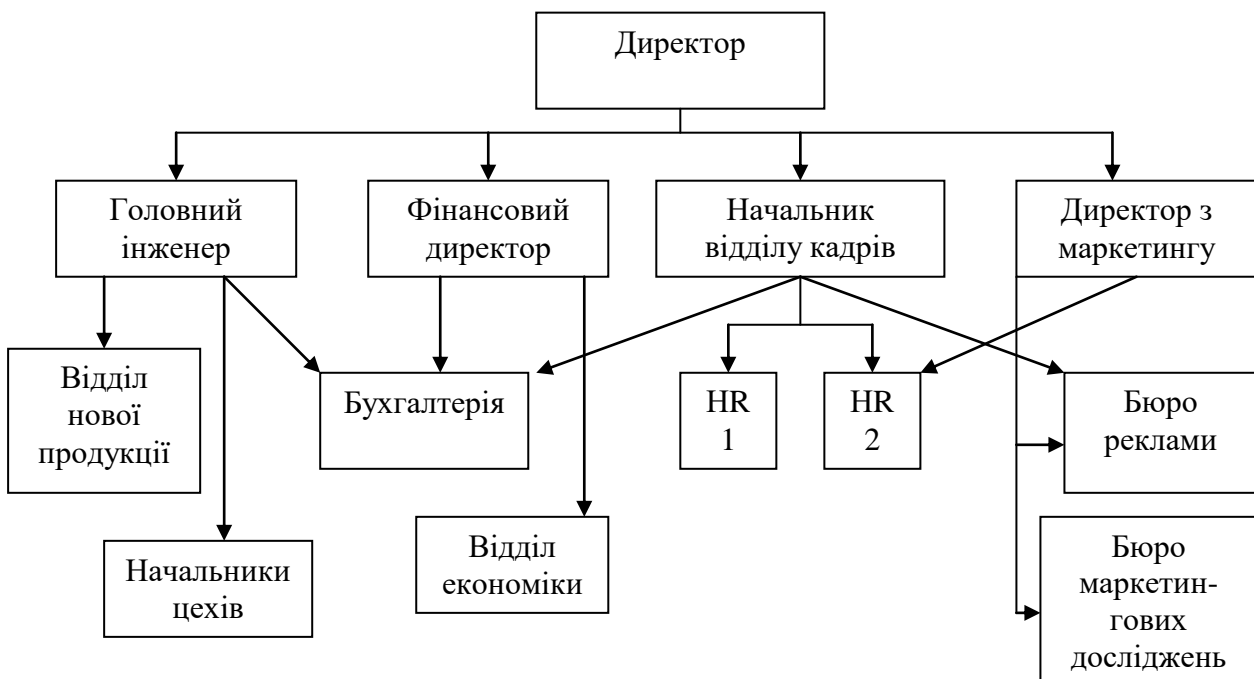 Директор
Головний
інженер
Фінансовий
директор
Начальник
відділу кадрів
Директор з
маркетингу
Відділ
нової
продукції
Бухгалтерія
HR
1
HR
2
Бюро
реклами
Начальники
цехів
Відділ
економіки
Бюро
маркетин-
гових
досліджень